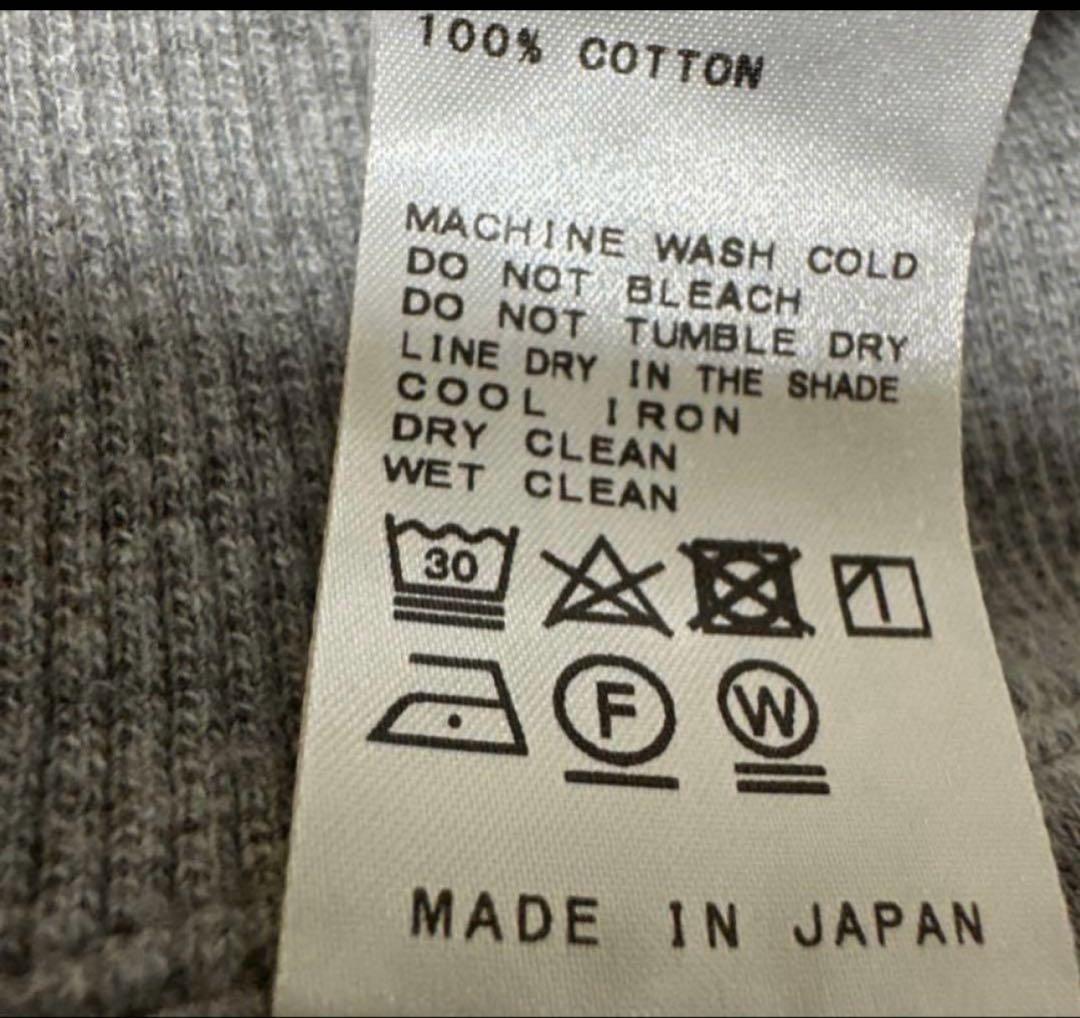 100% COTTON
MACHINE WASH COLD
DO NOT BLEACH
DO NOT TUMBLE DRY
LINE DRY IN THE SHADE
COOL IRON
DRY CLEAN
WET CLEAN
30
F W
MADE IN JAPAN